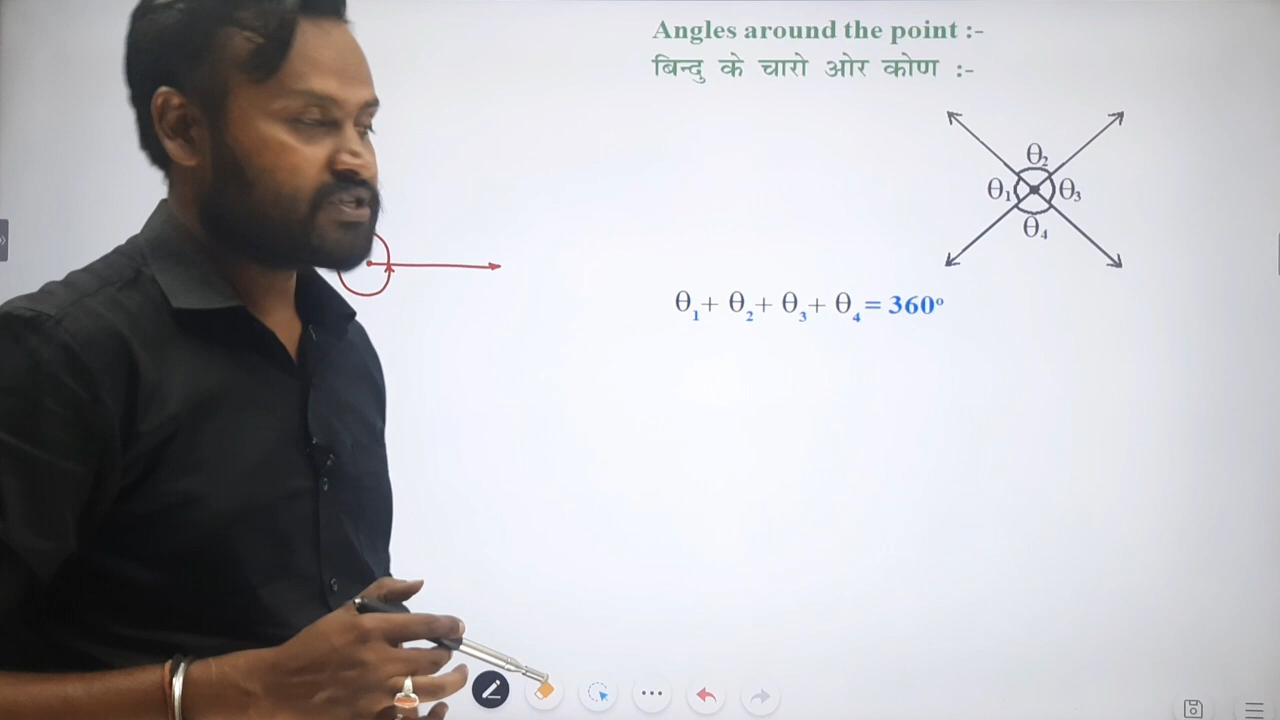 Angles around the point :-
बिन्दु के चारो ओर कोण :-
θ₂
θ₁ θ₃
θ₄
θ₁+ θ₂+ θ₃+ θ₄= 360°